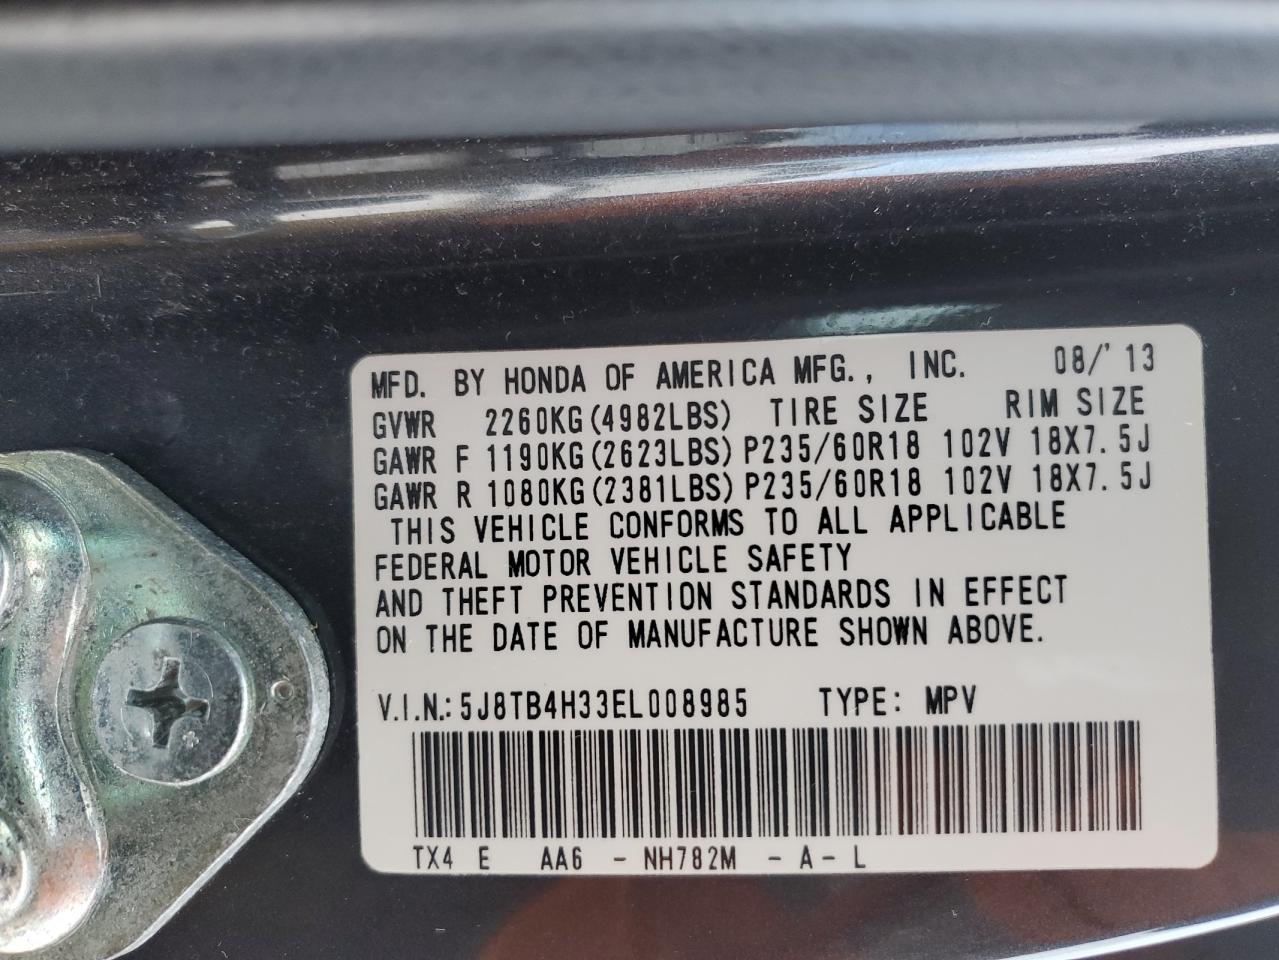 MFD. BY HONDA OF AMERICA MFG., INC. 08/'13
GVWR 2260KG(4982LBS) TIRE SIZE RIM SIZE
GAWR F 1190KG(2623LBS) P235/60R18 102V 18X7.5J
GAWR R 1080KG(2381LBS) P235/60R18 102V 18X7.5J
THIS VEHICLE CONFORMS TO ALL APPLICABLE
FEDERAL MOTOR VEHICLE SAFETY
AND THEFT PREVENTION STANDARDS IN EFFECT
ON THE DATE OF MANUFACTURE SHOWN ABOVE.
V.I.N.: 5J8TB4H33EL008985 TYPE: MPV
TX4 E AA6 - NH782M - A - L